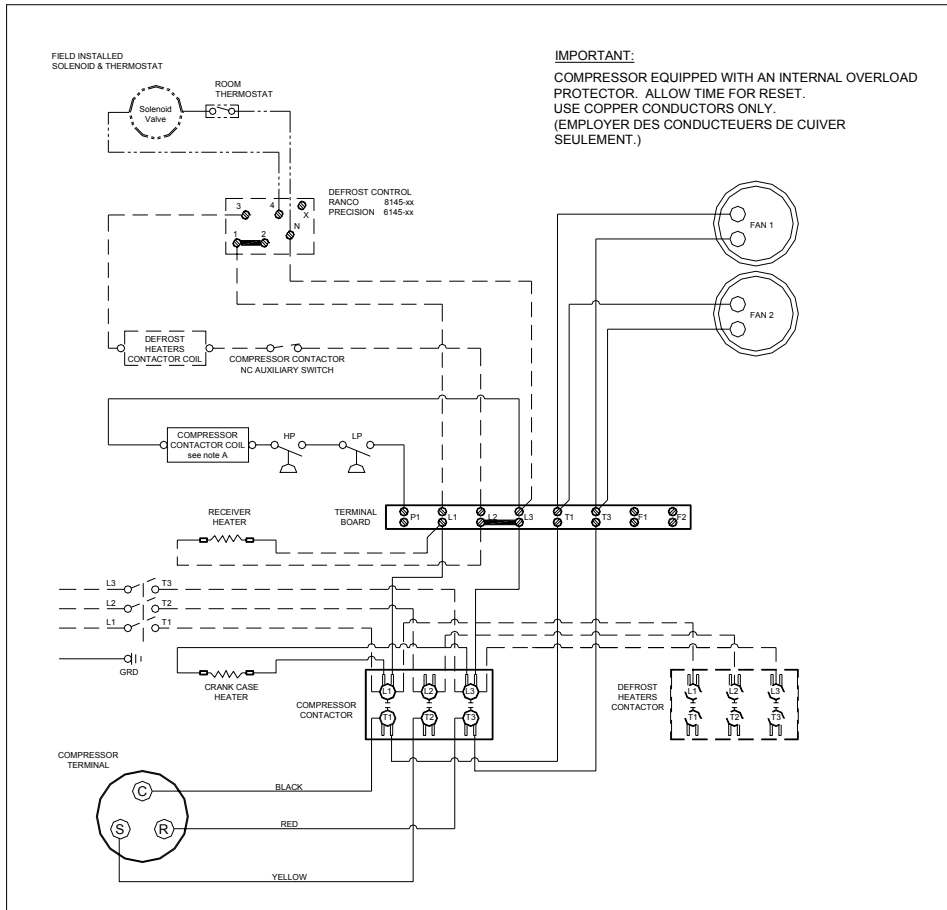 FIELD INSTALLED
SOLENOID & THERMOSTAT
Solenoid
Valve
ROOM
THERMOSTAT
IMPORTANT:
COMPRESSOR EQUIPPED WITH AN INTERNAL OVERLOAD
PROTECTOR.  ALLOW TIME FOR RESET.
USE COPPER CONDUCTORS ONLY.
(EMPLOYER DES CONDUCTEUERS DE CUIVER
SEULEMENT.)
DEFROST CONTROL
RANCO 8145-xx
PRECISION 6145-xx
3 4 X
1 2 N
FAN 1
FAN 2
DEFROST
HEATERS
CONTACTOR COIL
COMPRESSOR CONTACTOR
NC AUXILIARY SWITCH
COMPRESSOR
CONTACTOR COIL
see note A
HP
LP
RECEIVER
HEATER
TERMINAL
BOARD
P1 L1 L2 L3 T1 T3 F1 F2
L3 T3
L2 T2
L1 T1
GRD
CRANK CASE
HEATER
COMPRESSOR
CONTACTOR
L1 L2 L3
T1 T2 T3
DEFROST
HEATERS
CONTACTOR
L1 L2 L3
T1 T2 T3
COMPRESSOR
TERMINAL
C
S R
BLACK
RED
YELLOW